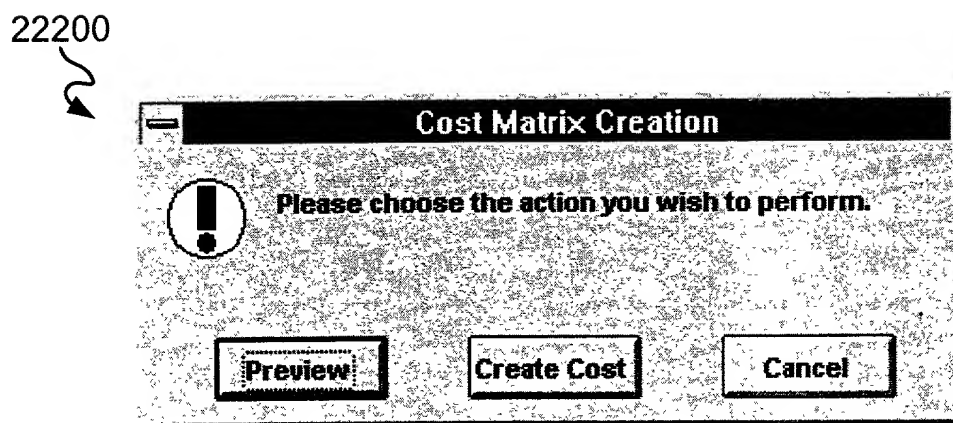 22200
Cost Matrix Creation
Please choose the action you wish to perform.
Preview Create Cost Cancel